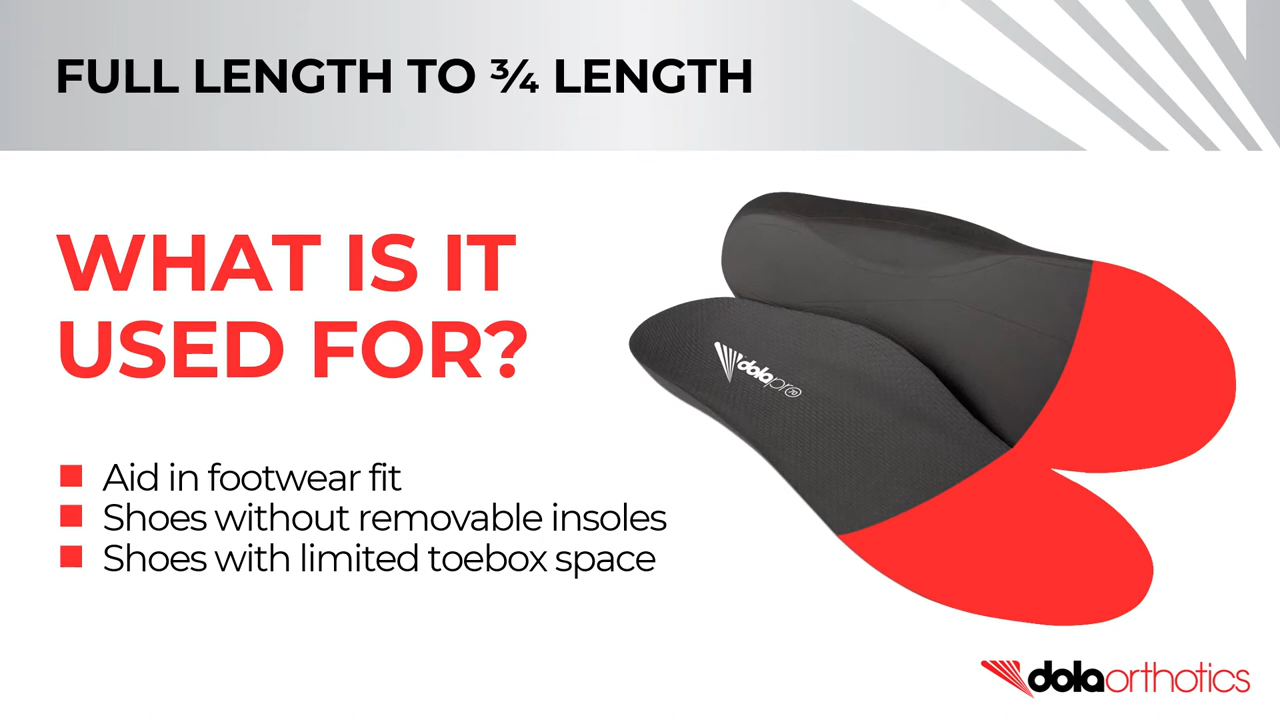 FULL LENGTH TO ¾ LENGTH
WHAT IS IT
USED FOR?
Aid in footwear fit
Shoes without removable insoles
Shoes with limited toebox space
dolapro
dolaorthotics